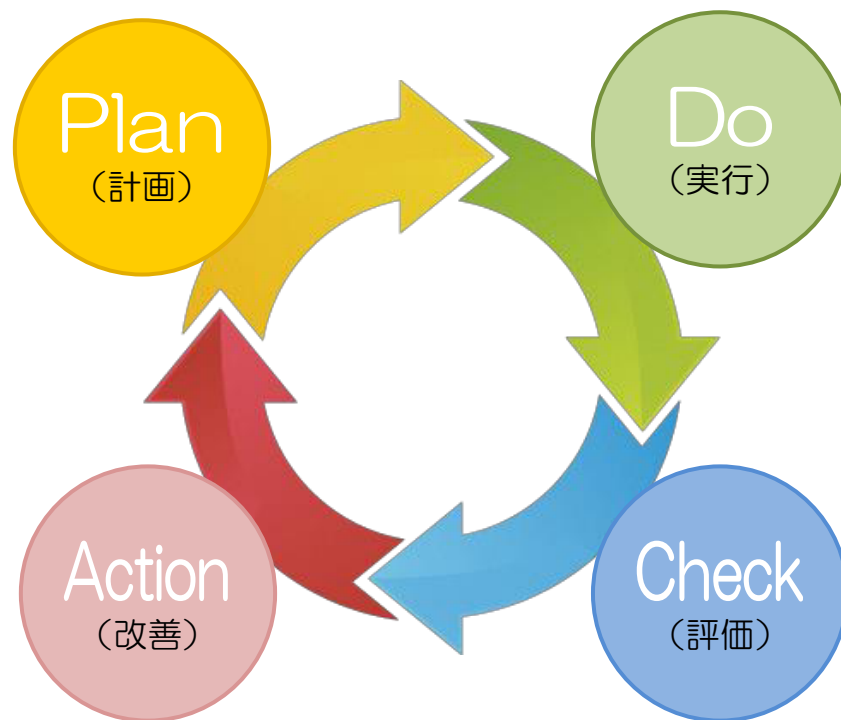 Plan
（計画）
Do
（実行）
Check
（評価）
Action
（改善）